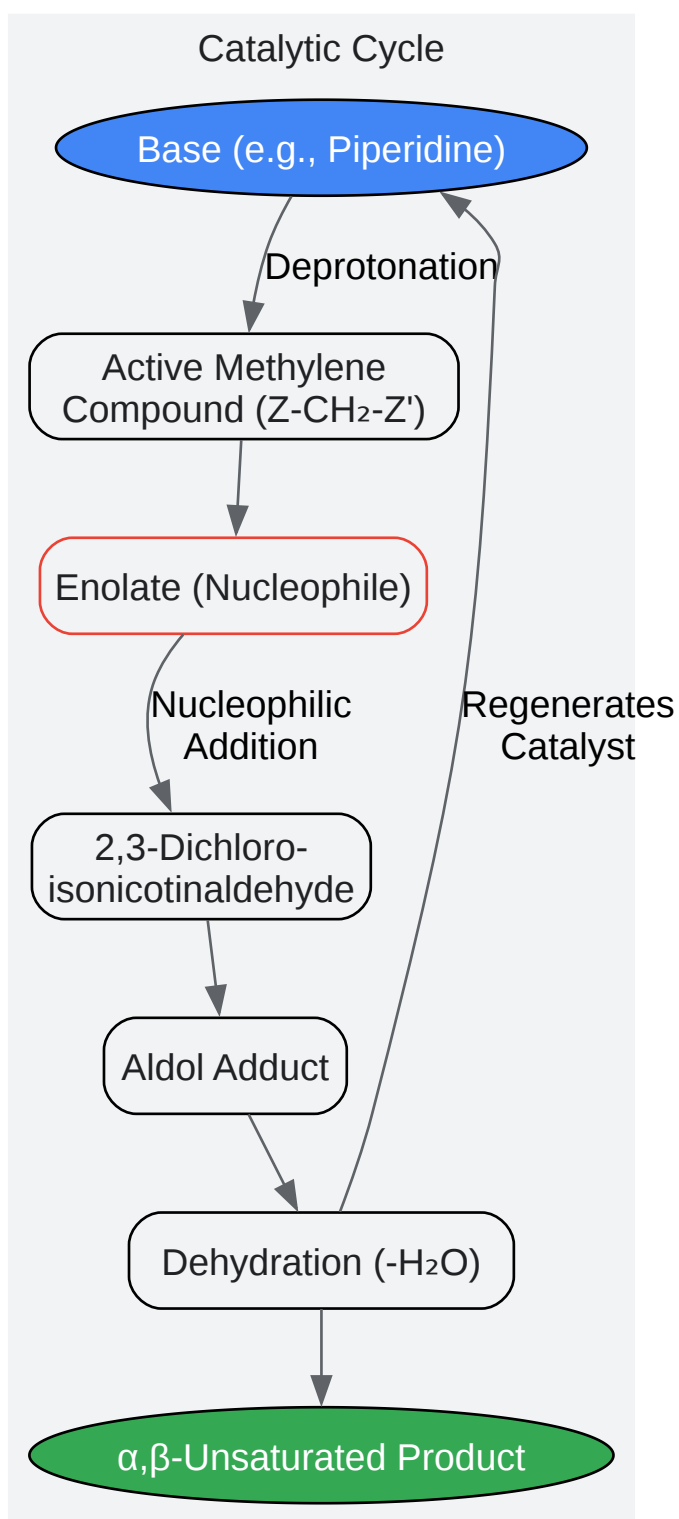 Catalytic Cycle
Base (e.g., Piperidine)
Deprotonation
Active Methylene
Compound (Z-CH₂-Z')
Enolate (Nucleophile)
Nucleophilic
Addition
Regenerates
Catalyst
2,3-Dichloro-
isonicotinaldehyde
Aldol Adduct
Dehydration (-H₂O)
α,β-Unsaturated Product